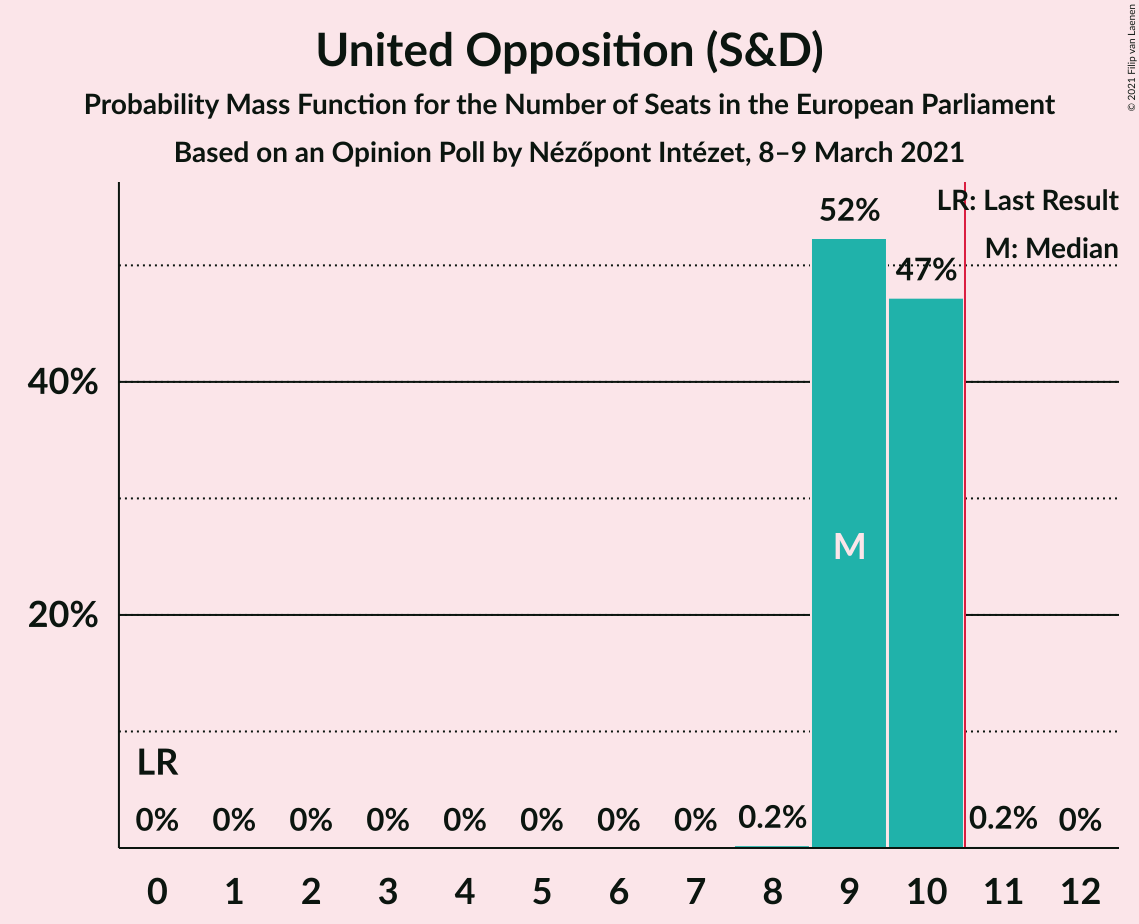 United Opposition (S&D)
Probability Mass Function for the Number of Seats in the European Parliament
Based on an Opinion Poll by Nézőpont Intézet, 8–9 March 2021
© 2021 Filip van Laenen
LR: Last Result
M: Median
52%
47%
40%
M
20%
LR
0% 0% 0% 0% 0% 0% 0% 0% 0.2% 0.2% 0%
0 1 2 3 4 5 6 7 8 9 10 11 12